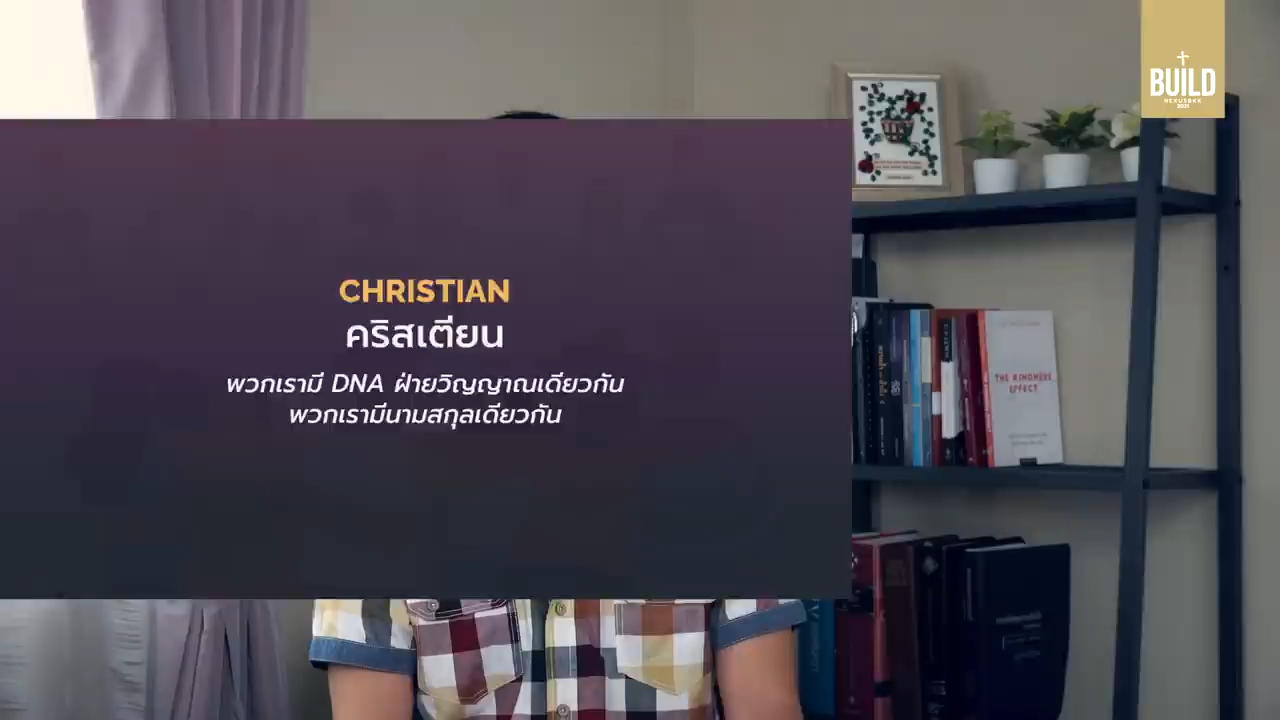 BUILD
NEXUSBKK
2021
CHRISTIAN
คริสเตียน
พวกเรามี DNA ฝ่ายวิญญาณเดียวกัน
พวกเรามีนามสกุลเดียวกัน
THE KINDNESS
EFFECT